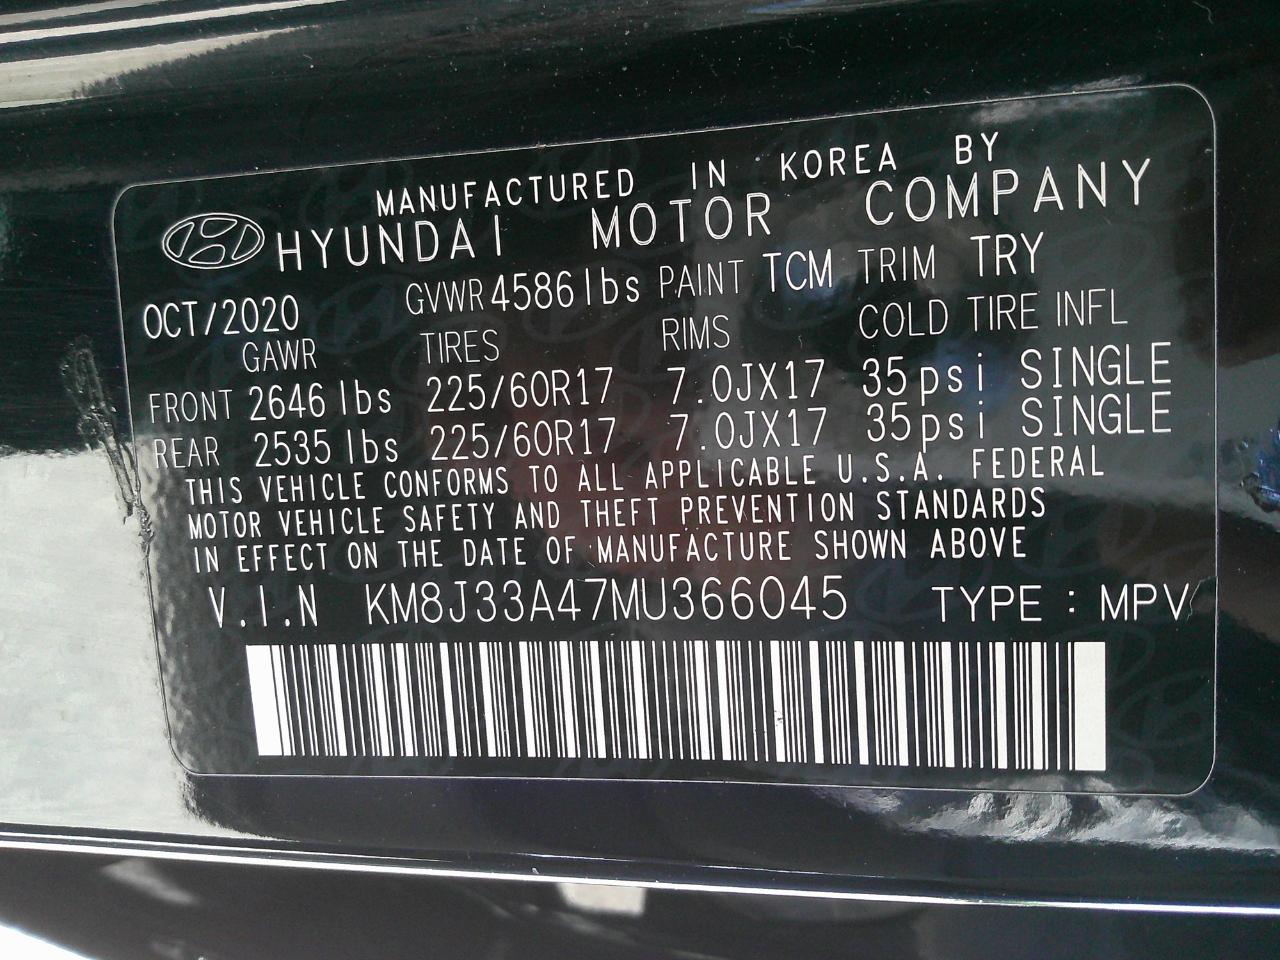 MANUFACTURED IN KOREA BY
HYUNDAI MOTOR COMPANY
OCT/2020 GVWR 4586 lbs PAINT TCM TRIM TRY
GAWR TIRES RIMS COLD TIRE INFL
FRONT 2646 lbs 225/60R17 7.0JX17 35psi SINGLE
REAR 2535 lbs 225/60R17 7.0JX17 35psi SINGLE
THIS VEHICLE CONFORMS TO ALL APPLICABLE U.S.A. FEDERAL
MOTOR VEHICLE SAFETY AND THEFT PREVENTION STANDARDS
IN EFFECT ON THE DATE OF MANUFACTURE SHOWN ABOVE
V.I.N KM8J33A47MU366045 TYPE : MPV